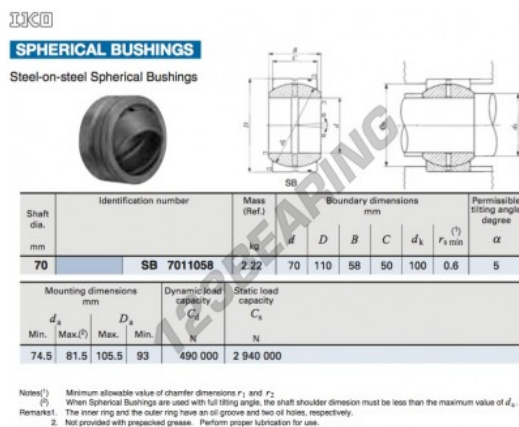 IKO
SPHERICAL BUSHINGS
Steel-on-steel Spherical Bushings
B
C
D
d
SB
123BEARING
Shaft dia. mm
Identification number
Mass (Ref.) kg
Boundary dimensions mm
d D B C dk rs min (1)
Permissible tilting angle degree α
70 SB 7011058 2.22 70 110 58 50 100 0.6 5
Mounting dimensions mm
da Da
Min. Max.(2) Max. Min.
Dynamic load capacity Cd N
Static load capacity Cs N
74.5 81.5 105.5 93 490 000 2 940 000
Notes(1) Minimum allowable value of chamfer dimensions r1 and r2
(2) When Spherical Bushings are used with full tilting angle, the shaft shoulder dimesion must be less than the maximum value of da.
Remarks1. The inner ring and the outer ring have an oil groove and two oil holes, respectively.
2. Not provided with prepacked grease. Perform proper lubrication for use.